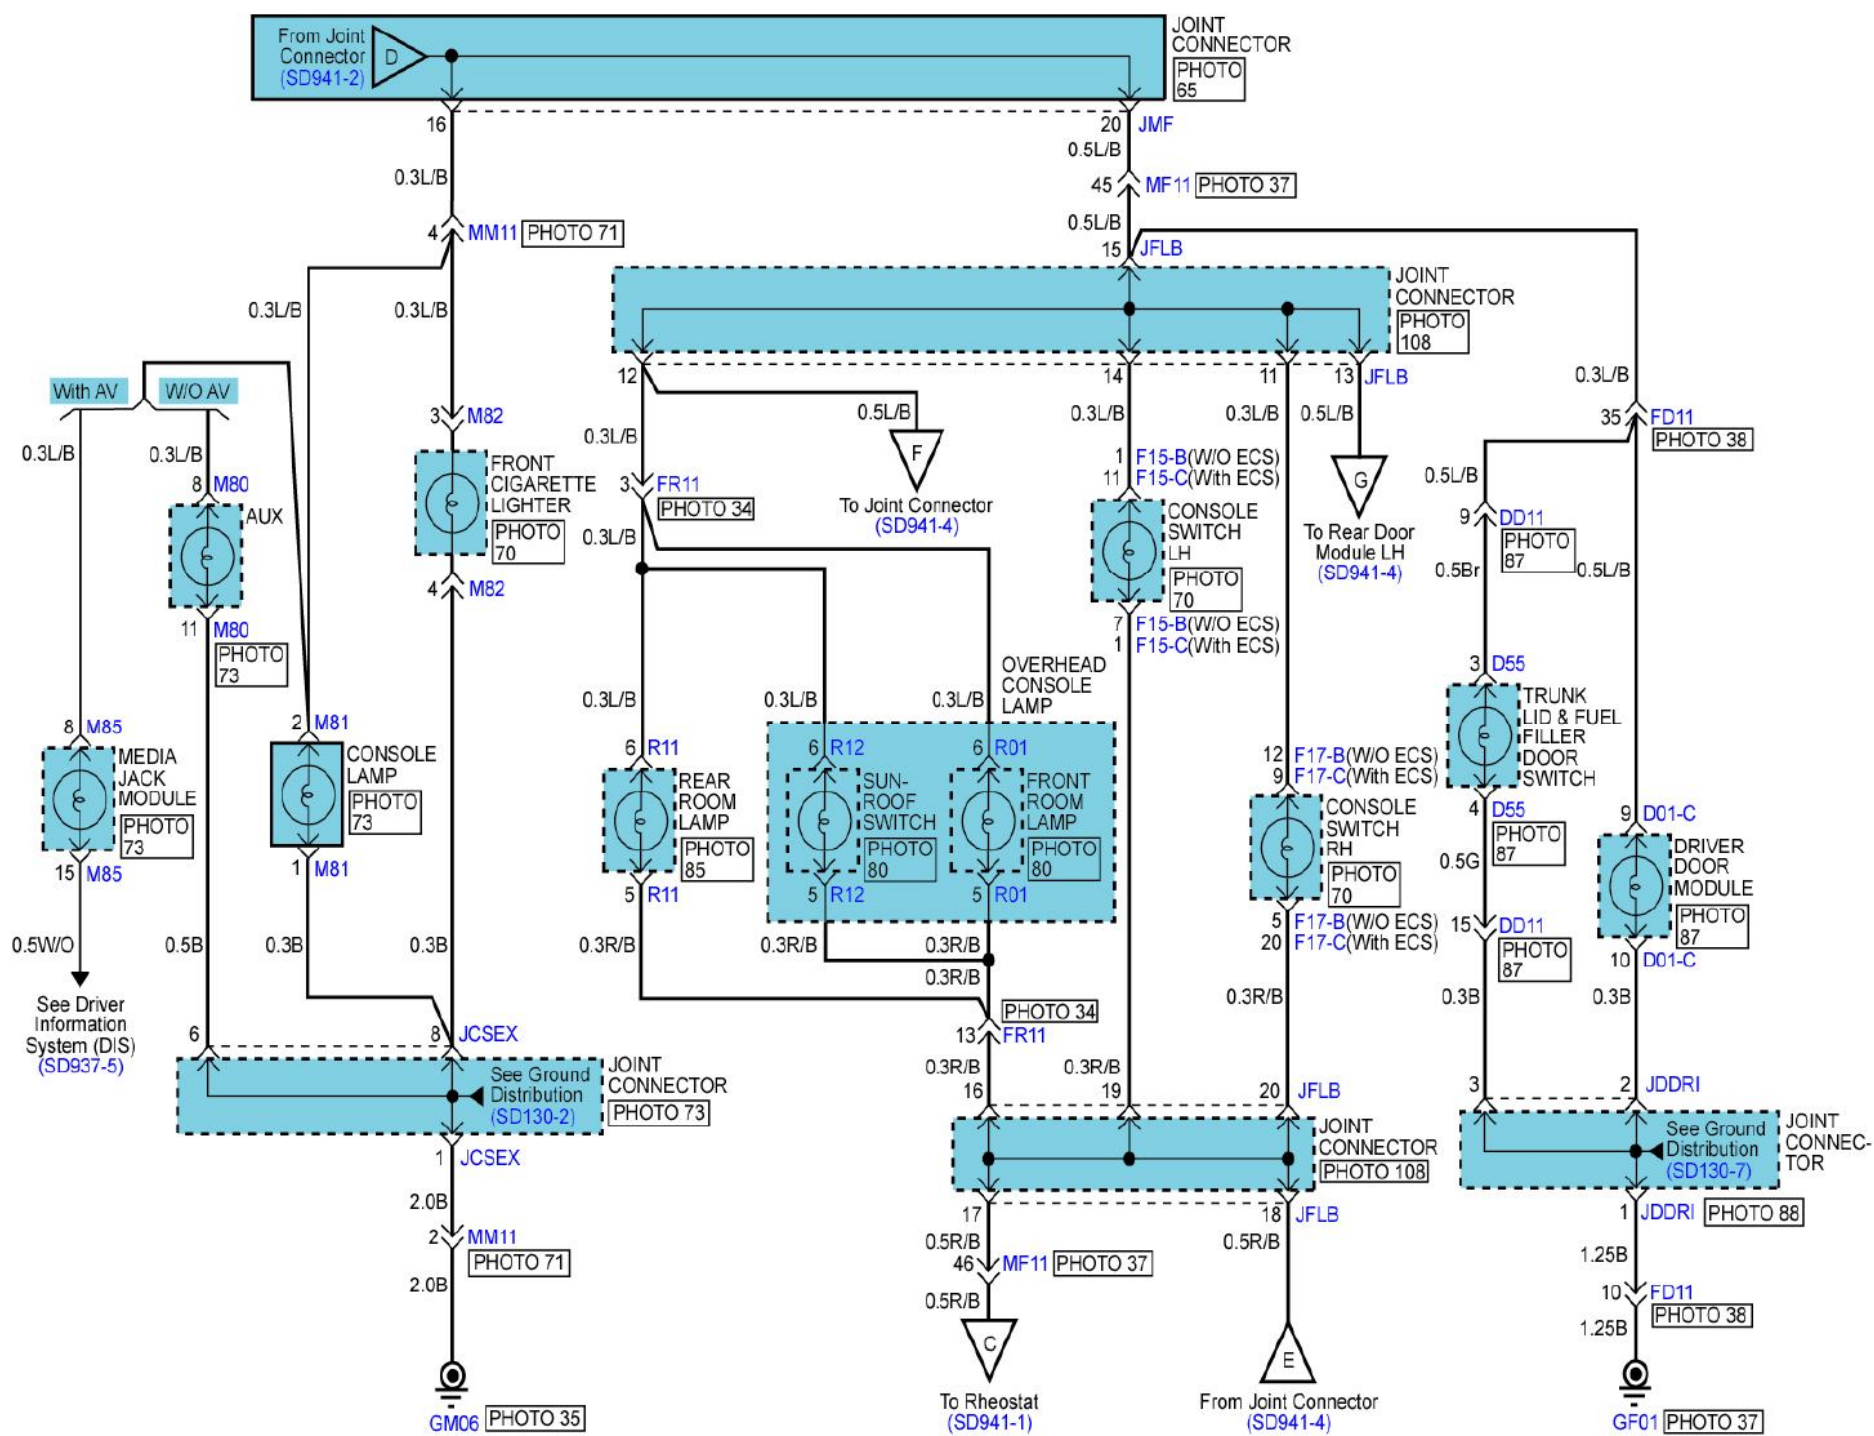 From Joint
Connector
(SD941-2)
D
JOINT
CONNECTOR
PHOTO
65
16
20 JMF
0.3L/B
0.5L/B
45 MF11 PHOTO 37
0.5L/B
4 MM11 PHOTO 71
15 JFLB
0.3L/B
0.3L/B
JOINT
CONNECTOR
PHOTO
108
12
14
11
13 JFLB
With AV
W/O AV
0.3L/B
0.3L/B
3 M82
FRONT
CIGARETTE
LIGHTER
PHOTO
70
4 M82
8 M80
AUX
11 M80
PHOTO
73
0.3L/B
0.5L/B
F
To Joint Connector
(SD941-4)
3 FR11
PHOTO 34
0.3L/B
0.3L/B
1 F15-B(W/O ECS)
11 F15-C(With ECS)
CONSOLE
SWITCH
LH
PHOTO
70
7 F15-B(W/O ECS)
1 F15-C(With ECS)
0.3L/B
0.5L/B
G
To Rear Door
Module LH
(SD941-4)
0.3L/B
35 FD11
PHOTO 38
0.5L/B
9 DD11
PHOTO
87
0.5Br
0.5L/B
3 D55
TRUNK
LID & FUEL
FILLER
DOOR
SWITCH
4 D55
PHOTO
87
0.5G
15 DD11
PHOTO
87
0.3B
9 D01-C
DRIVER
DOOR
MODULE
PHOTO
87
10 D01-C
0.3B
8 M85
MEDIA
JACK
MODULE
PHOTO
73
15 M85
0.5W/O
See Driver
Information
System (DIS)
(SD937-5)
2 M81
CONSOLE
LAMP
PHOTO
73
1 M81
0.5B
0.3B
0.3B
OVERHEAD
CONSOLE
LAMP
0.3L/B
0.3L/B
0.3L/B
6 R11
REAR
ROOM
LAMP
PHOTO
85
5 R11
6 R12
SUN-
ROOF
SWITCH
PHOTO
80
5 R12
6 R01
FRONT
ROOM
LAMP
PHOTO
80
5 R01
12 F17-B(W/O ECS)
9 F17-C(With ECS)
CONSOLE
SWITCH
RH
PHOTO
70
5 F17-B(W/O ECS)
20 F17-C(With ECS)
0.3R/B
0.3R/B
0.3R/B
0.3R/B
0.3R/B
PHOTO 34
13 FR11
0.3R/B
0.3R/B
6
8 JCSEX
See Ground
Distribution
(SD130-2)
JOINT
CONNECTOR
PHOTO 73
1 JCSEX
2.0B
2 MM11
PHOTO 71
2.0B
GM06 PHOTO 35
16
19
20 JFLB
JOINT
CONNECTOR
PHOTO 108
17
18 JFLB
0.5R/B
0.5R/B
46 MF11 PHOTO 37
0.5R/B
C
To Rheostat
(SD941-1)
E
From Joint Connector
(SD941-4)
3
2 JDDRI
See Ground
Distribution
(SD130-7)
JOINT
CONNEC-
TOR
1 JDDRI PHOTO 88
1.25B
10 FD11
PHOTO 38
1.25B
GF01 PHOTO 37